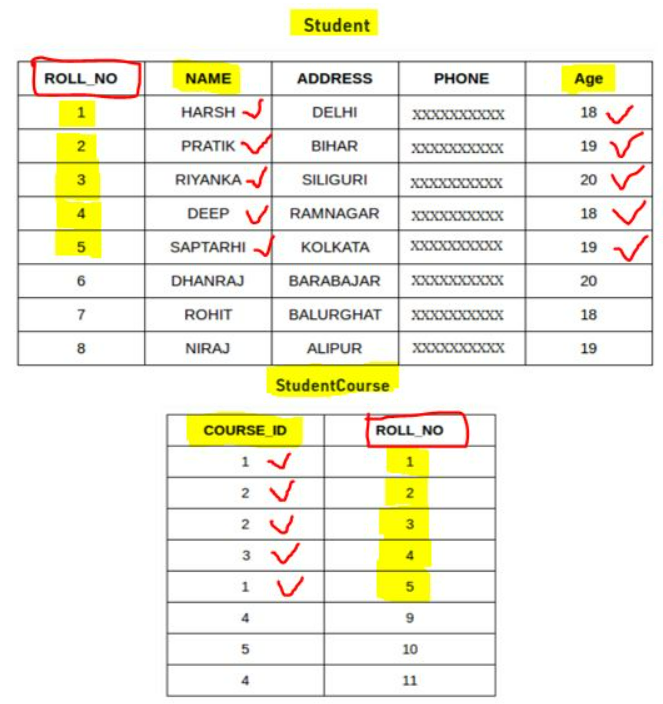 Student
ROLL_NO NAME ADDRESS PHONE Age
1 HARSH DELHI XXXXXXXXXX 18
2 PRATIK BIHAR XXXXXXXXXX 19
3 RIYANKA SILIGURI XXXXXXXXXX 20
4 DEEP RAMNAGAR XXXXXXXXXX 18
5 SAPTARHI KOLKATA XXXXXXXXXX 19
6 DHANRAJ BARABAJAR XXXXXXXXXX 20
7 ROHIT BALURGHAT XXXXXXXXXX 18
8 NIRAJ ALIPUR XXXXXXXXXX 19
StudentCourse
COURSE_ID ROLL_NO
1 1
2 2
2 3
3 4
1 5
4 9
5 10
4 11